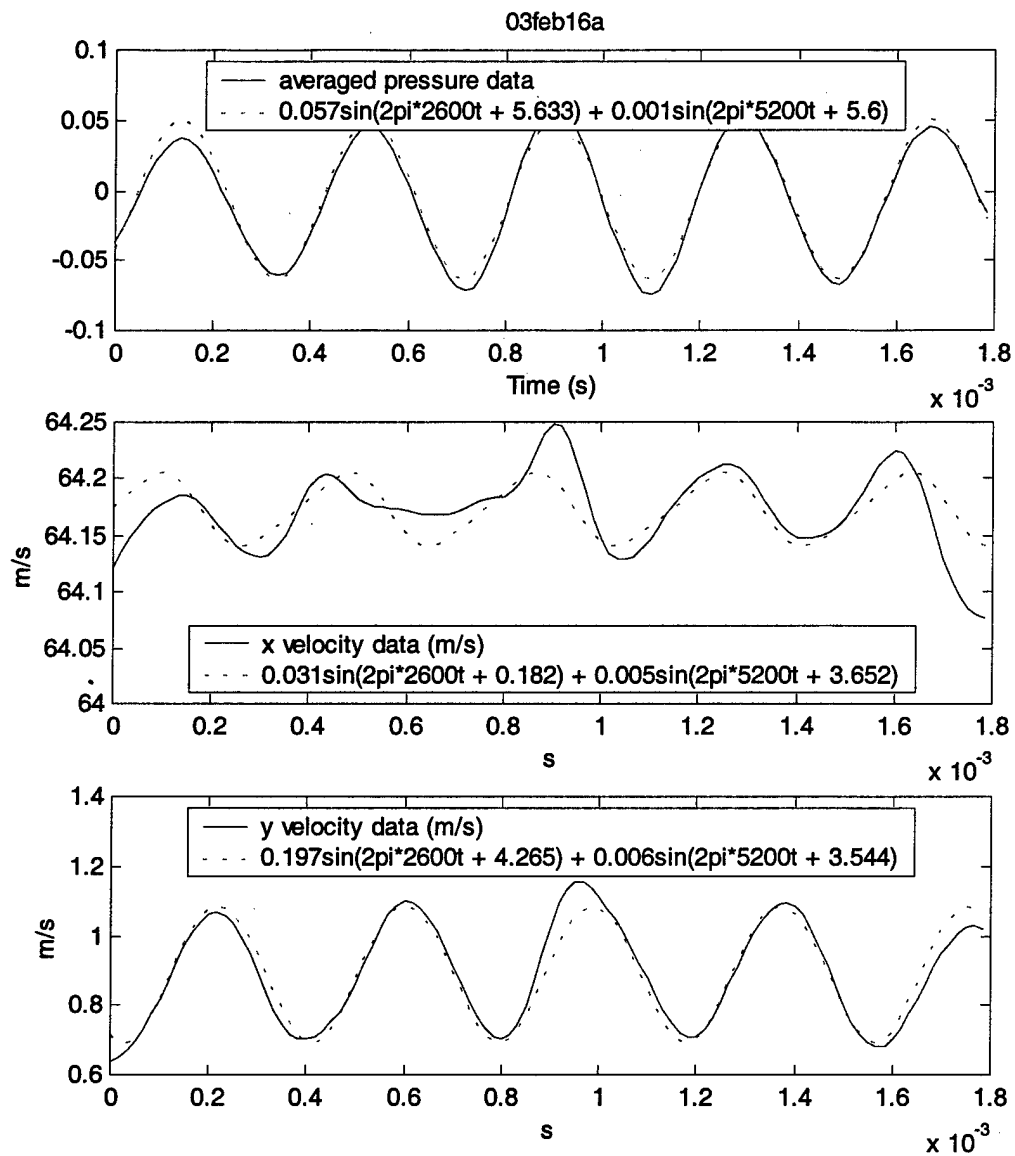 03feb16a
0.1
averaged pressure data
0.057sin(2pi*2600t + 5.633) + 0.001sin(2pi*5200t + 5.6)
0.05
0
-0.05
-0.1
0 0.2 0.4 0.6 0.8 1 1.2 1.4 1.6 1.8
Time (s)
x 10^-3
64.25
64.2
64.15
64.1
64.05
64
m/s
x velocity data (m/s)
0.031sin(2pi*2600t + 0.182) + 0.005sin(2pi*5200t + 3.652)
0 0.2 0.4 0.6 0.8 1 1.2 1.4 1.6 1.8
s
x 10^-3
1.4
y velocity data (m/s)
0.197sin(2pi*2600t + 4.265) + 0.006sin(2pi*5200t + 3.544)
1.2
1
0.8
0.6
m/s
0 0.2 0.4 0.6 0.8 1 1.2 1.4 1.6 1.8
s
x 10^-3